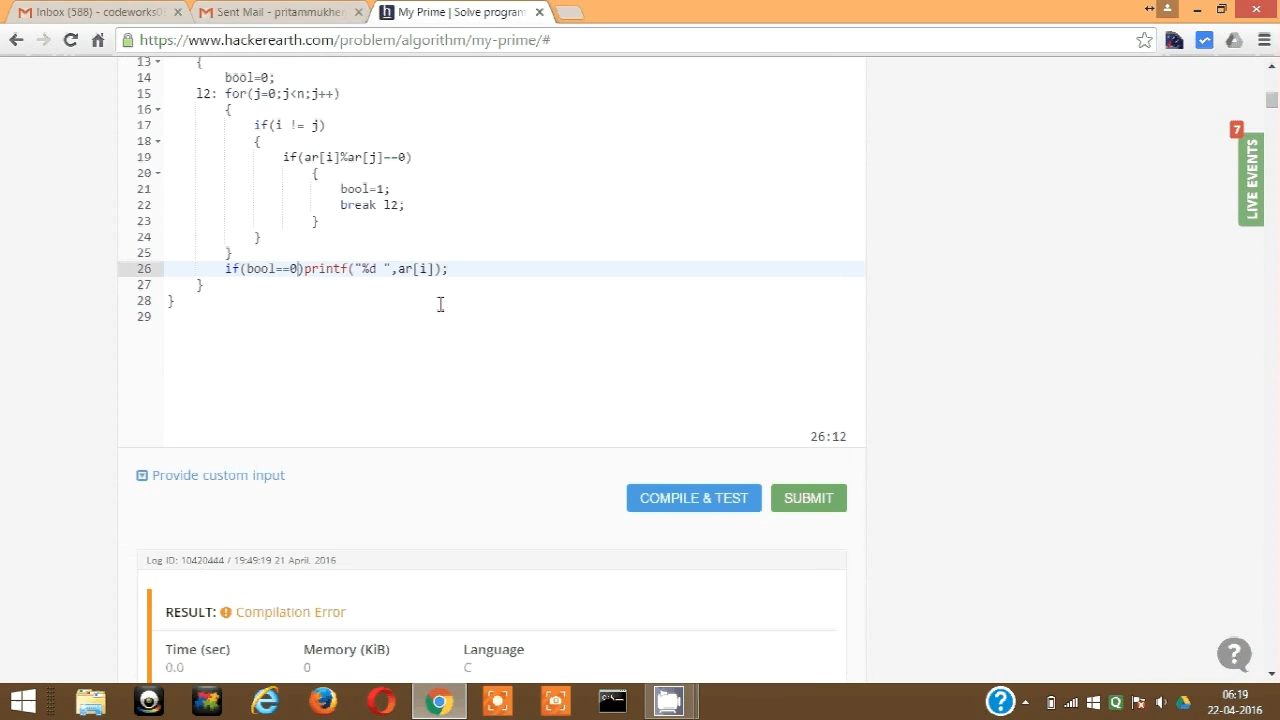 Inbox (588) - codeworks0
Sent Mail - pritammukher
My Prime | Solve program
https://www.hackerearth.com/problem/algorithm/my-prime/#
13 {
14 bool=0;
15 l2: for(j=0;j<n;j++)
16 {
17 if(i != j)
18 {
19 if(ar[i]%ar[j]==0)
20 {
21 bool=1;
22 break l2;
23 }
24 }
25 }
26 if(bool==0)printf("%d ",ar[i]);
27 }
28 }
29
26:12
7
LIVE EVENTS
Provide custom input
COMPILE & TEST
SUBMIT
Log ID: 10420444 / 19:49:19 21 April, 2016
RESULT: Compilation Error
Time (sec) Memory (KiB) Language
0.0 0 C
06:19
22-04-2016